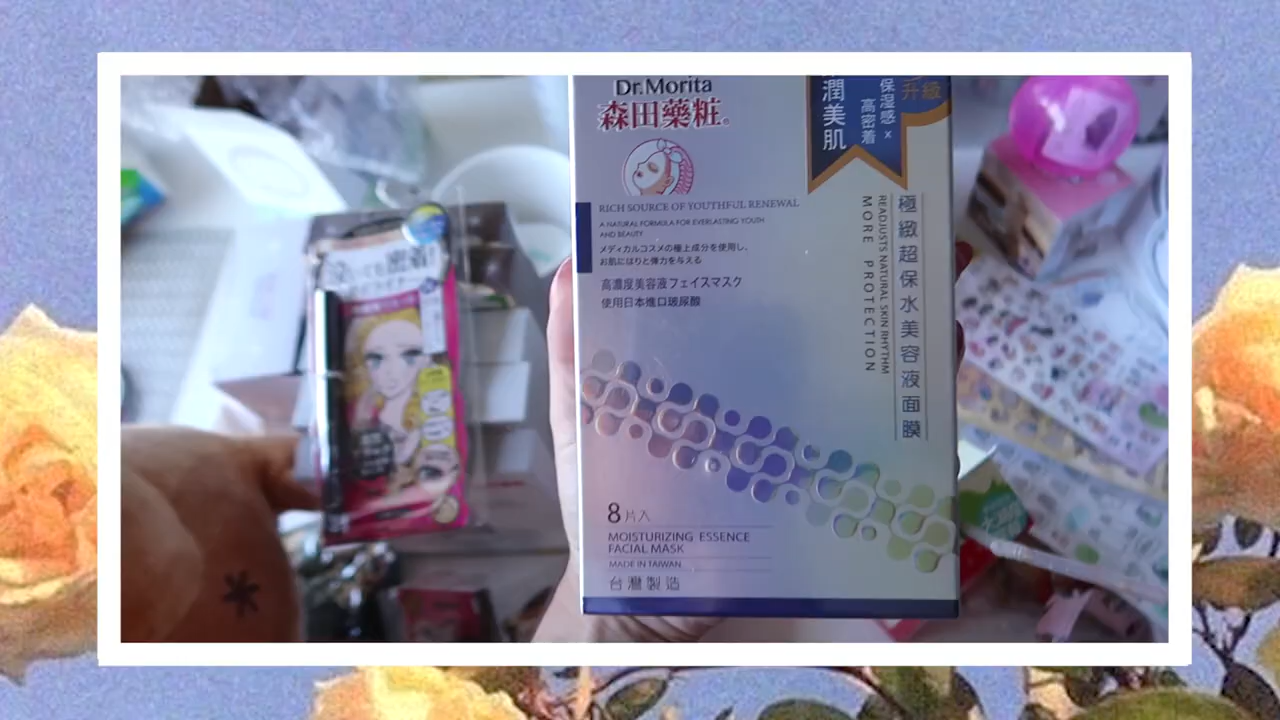 Dr.Morita
森田藥粧®
潤美肌
保湿感×
高密着
升級
RICH SOURCE OF YOUTHFUL RENEWAL
A NATURAL FORMULA FOR EVERLASTING YOUTH
AND BEAUTY
メディカルコスメの極上成分を使用し、
お肌にはりと弾力を与える
高濃度美容液フェイスマスク
使用日本進口玻尿酸
極緻超保水美容液面膜
READJUSTS NATURAL SKIN RHYTHM
MORE PROTECTION
8片入
MOISTURIZING ESSENCE
FACIAL MASK
MADE IN TAIWAN
台灣製造